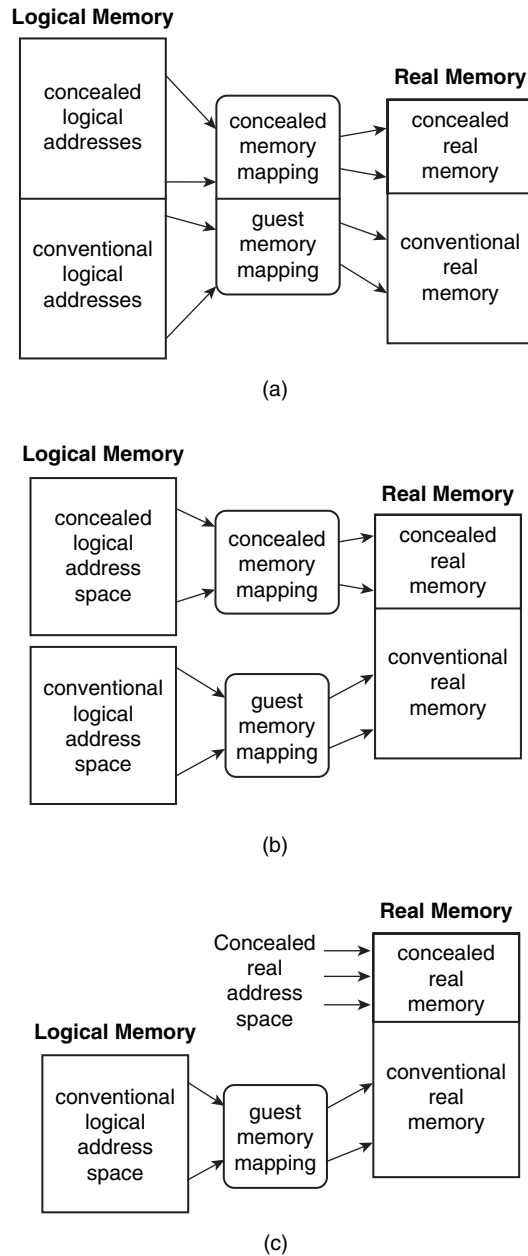 Logical Memory
concealed
logical
addresses
conventional
logical
addresses
concealed
memory
mapping
guest
memory
mapping
Real Memory
concealed
real
memory
conventional
real
memory
(a)
Logical Memory
concealed
logical
address
space
conventional
logical
address
space
concealed
memory
mapping
guest
memory
mapping
Real Memory
concealed
real
memory
conventional
real
memory
(b)
Real Memory
Concealed
real
address
space
concealed
real
memory
Logical Memory
conventional
logical
address
space
guest
memory
mapping
conventional
real
memory
(c)